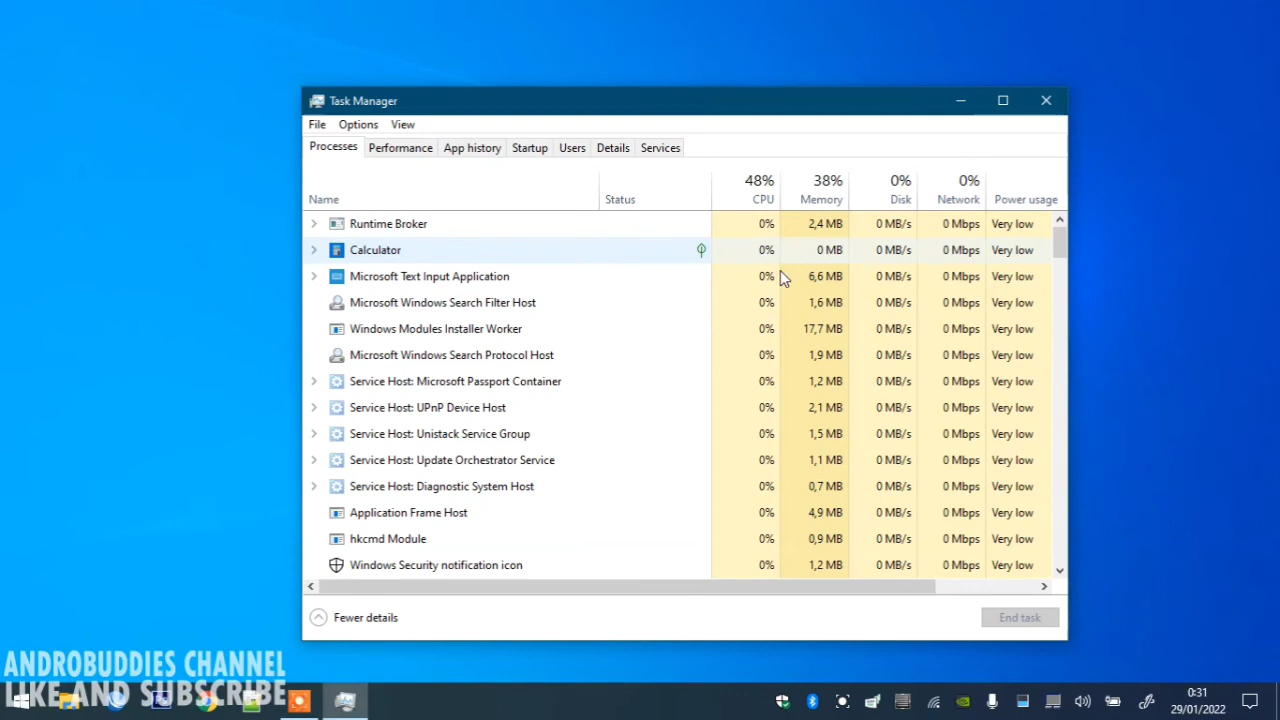 Task Manager
File Options View
Processes Performance App history Startup Users Details Services
48% 38% 0% 0%
Name Status CPU Memory Disk Network Power usage
Runtime Broker 0% 2,4 MB 0 MB/s 0 Mbps Very low
Calculator 0% 0 MB 0 MB/s 0 Mbps Very low
Microsoft Text Input Application 0% 6,6 MB 0 MB/s 0 Mbps Very low
Microsoft Windows Search Filter Host 0% 1,6 MB 0 MB/s 0 Mbps Very low
Windows Modules Installer Worker 0% 17,7 MB 0 MB/s 0 Mbps Very low
Microsoft Windows Search Protocol Host 0% 1,9 MB 0 MB/s 0 Mbps Very low
Service Host: Microsoft Passport Container 0% 1,2 MB 0 MB/s 0 Mbps Very low
Service Host: UPnP Device Host 0% 2,1 MB 0 MB/s 0 Mbps Very low
Service Host: Unistack Service Group 0% 1,5 MB 0 MB/s 0 Mbps Very low
Service Host: Update Orchestrator Service 0% 1,1 MB 0 MB/s 0 Mbps Very low
Service Host: Diagnostic System Host 0% 0,7 MB 0 MB/s 0 Mbps Very low
Application Frame Host 0% 4,9 MB 0 MB/s 0 Mbps Very low
hkcmd Module 0% 0,9 MB 0 MB/s 0 Mbps Very low
Windows Security notification icon 0% 1,2 MB 0 MB/s 0 Mbps Very low
Fewer details End task
ANDROBUDDIES CHANNEL
LIKE AND SUBSCRIBE
0:31
29/01/2022